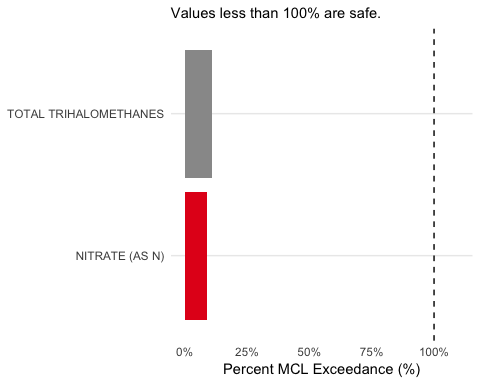 Values less than 100% are safe.
TOTAL TRIHALOMETHANES
NITRATE (AS N)
0% 25% 50% 75% 100%
Percent MCL Exceedance (%)